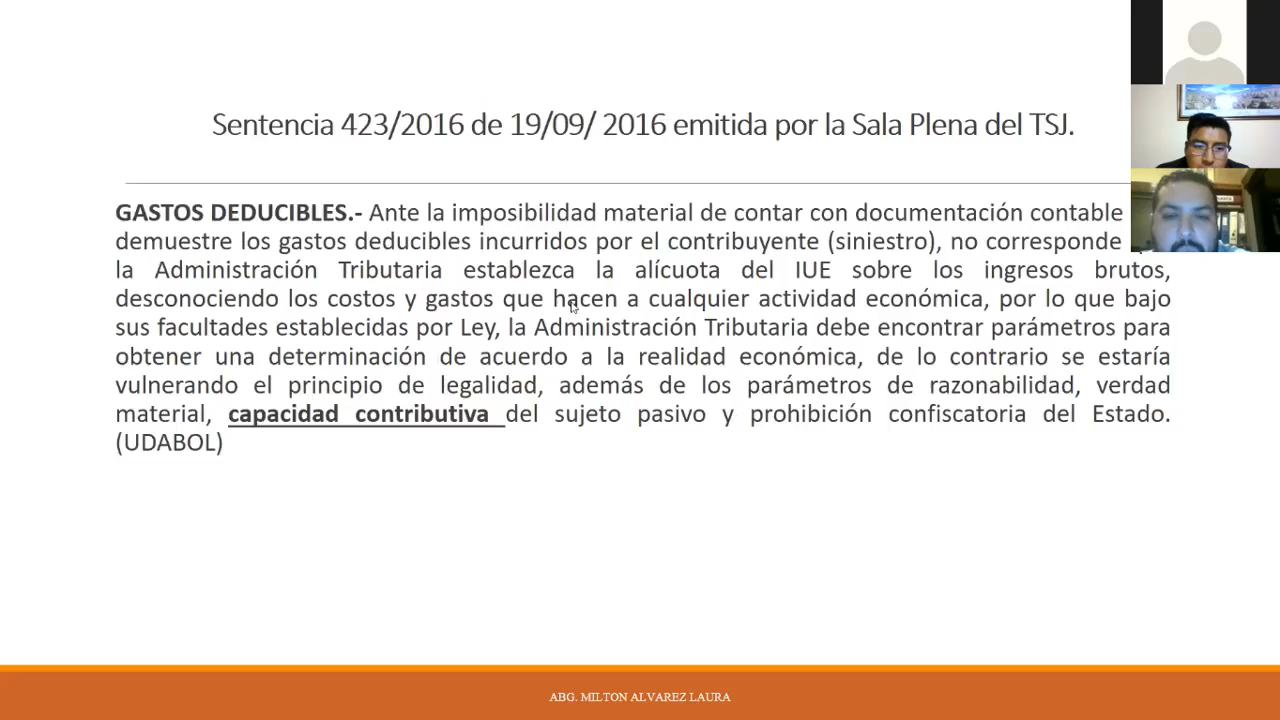 Sentencia 423/2016 de 19/09/ 2016 emitida por la Sala Plena del TSJ.
GASTOS DEDUCIBLES.- Ante la imposibilidad material de contar con documentación contable
demuestre los gastos deducibles incurridos por el contribuyente (siniestro), no corresponde
la Administración Tributaria establezca la alícuota del IUE sobre los ingresos brutos,
desconociendo los costos y gastos que hacen a cualquier actividad económica, por lo que bajo
sus facultades establecidas por Ley, la Administración Tributaria debe encontrar parámetros para
obtener una determinación de acuerdo a la realidad económica, de lo contrario se estaría
vulnerando el principio de legalidad, además de los parámetros de razonabilidad, verdad
material, capacidad contributiva del sujeto pasivo y prohibición confiscatoria del Estado.
(UDABOL)
ABG. MILTON ALVAREZ LAURA